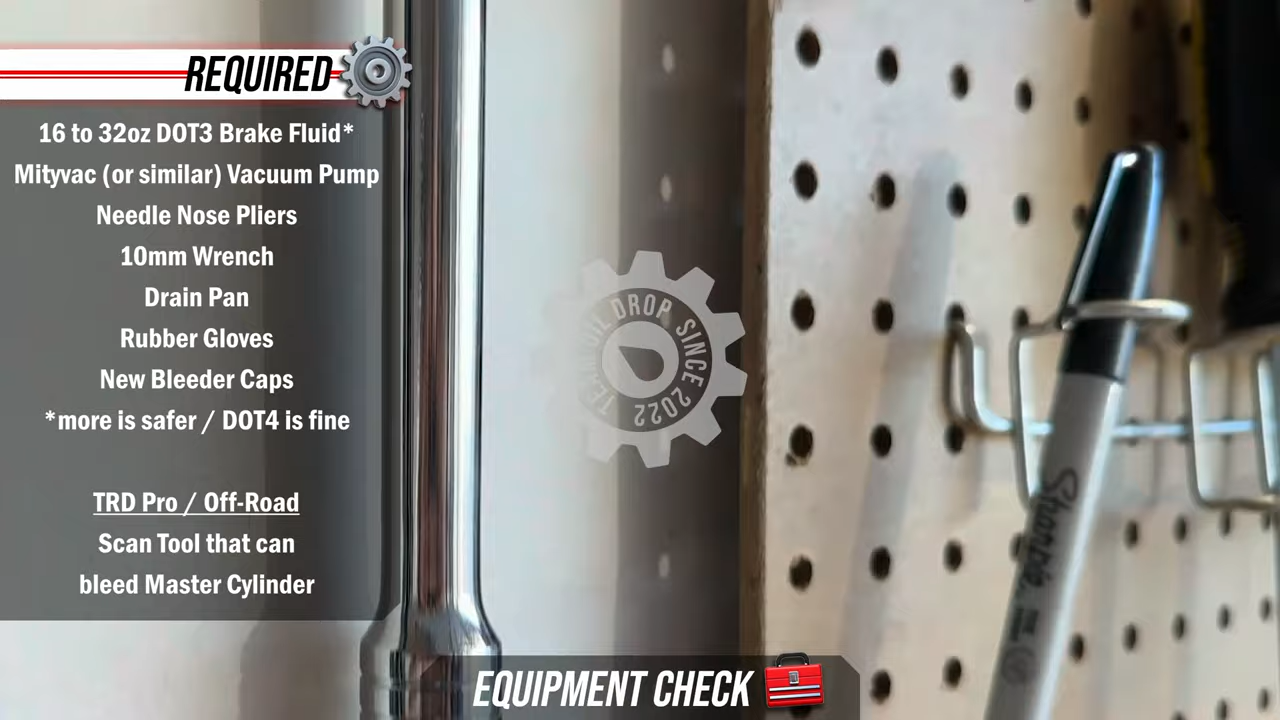 REQUIRED
16 to 32oz DOT3 Brake Fluid*
Mityvac (or similar) Vacuum Pump
Needle Nose Pliers
10mm Wrench
Drain Pan
Rubber Gloves
New Bleeder Caps
*more is safer / DOT4 is fine
TRD Pro / Off-Road
Scan Tool that can
bleed Master Cylinder
OIL DROP SINCE 2022
Sharpie
EQUIPMENT CHECK